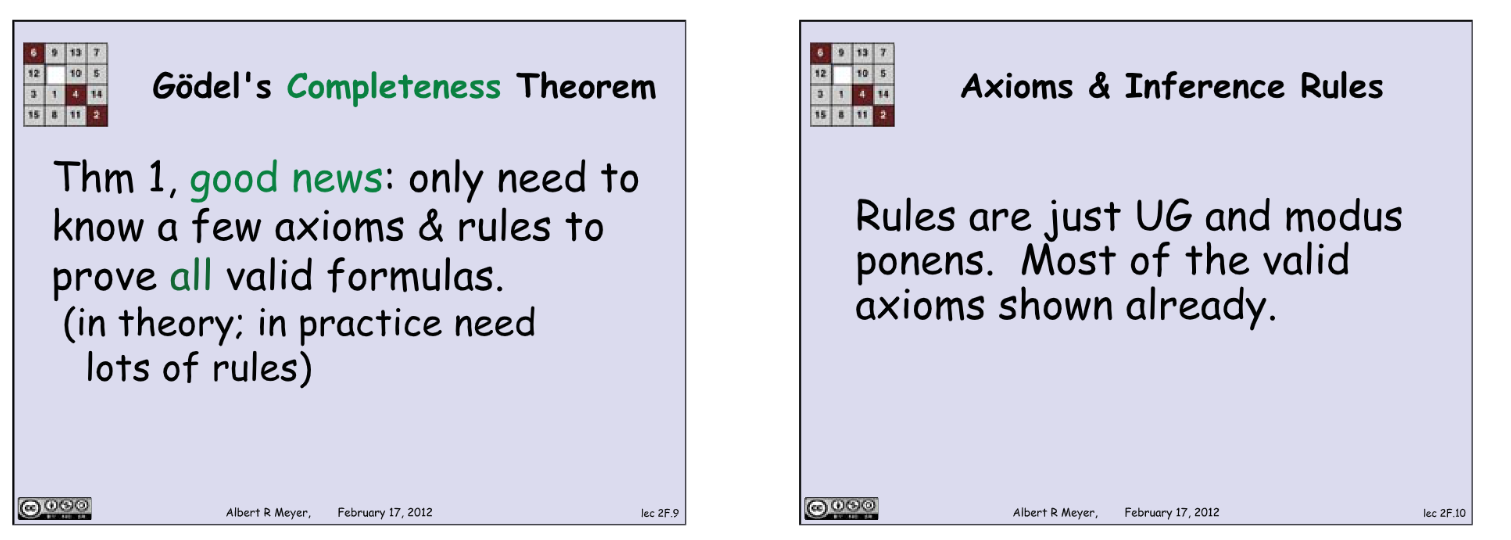 6 9 13 7
12 10 5
3 1 4 14
15 8 11 2
Gödel's Completeness Theorem
Thm 1, good news: only need to
know a few axioms & rules to
prove all valid formulas.
(in theory; in practice need
lots of rules)
cc
Albert R Meyer, February 17, 2012
lec 2F.9
6 9 13 7
12 10 5
3 1 4 14
15 8 11 2
Axioms & Inference Rules
Rules are just UG and modus
ponens. Most of the valid
axioms shown already.
cc
Albert R Meyer, February 17, 2012
lec 2F.10